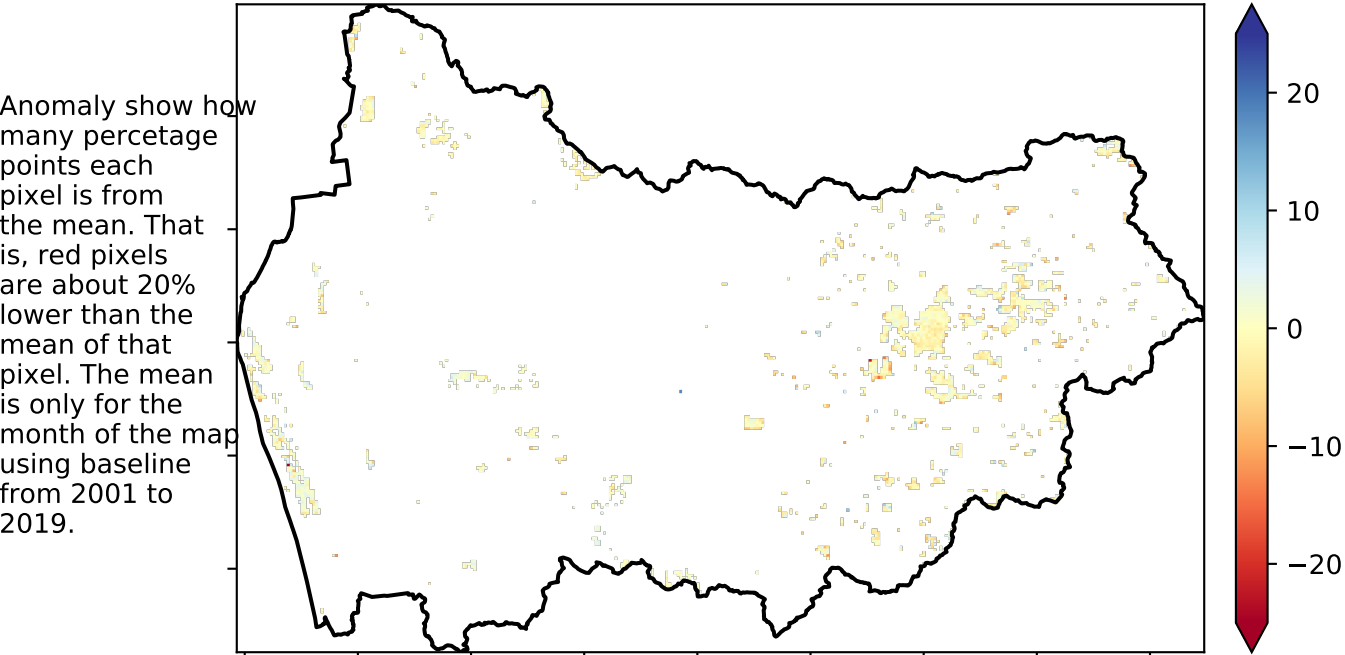 Anomaly show how
many percetage
points each
pixel is from
the mean. That
is, red pixels
are about 20%
lower than the
mean of that
pixel. The mean
is only for the
month of the map
using baseline
from 2001 to
2019.
20
10
0
−10
−20